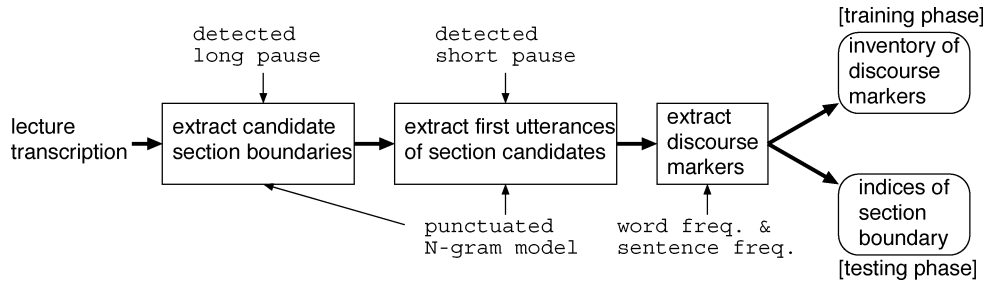 [training phase]
detected
long pause
detected
short pause
inventory of
discourse
markers
lecture
transcription
extract candidate
section boundaries
extract first utterances
of section candidates
extract
discourse
markers
indices of
section
boundary
punctuated
N-gram model
word freq. &
sentence freq.
[testing phase]